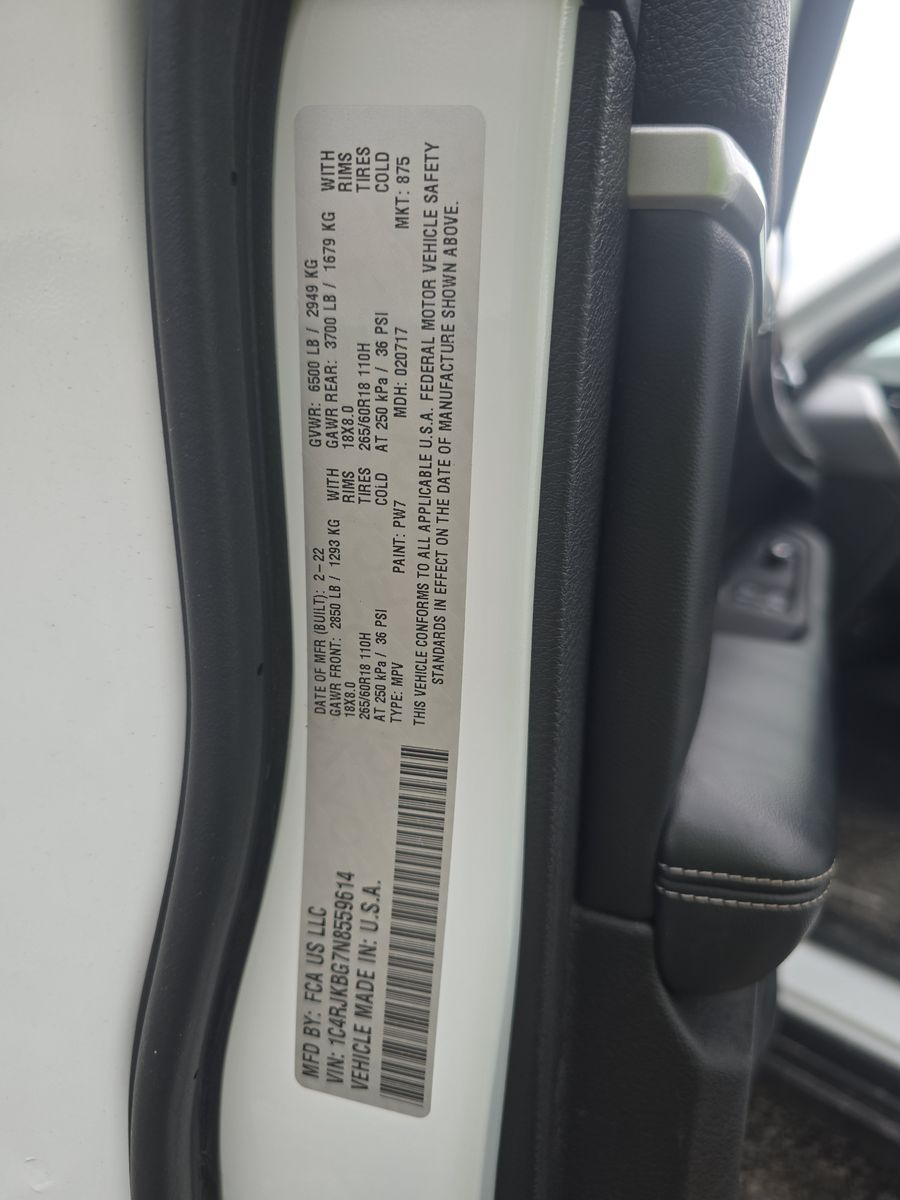 MFD BY: FCA US LLC
VIN: 1C4RJKBG7N8559614
VEHICLE MADE IN: U.S.A.
DATE OF MFR (BUILT): 2-22 GVWR: 6500 LB / 2949 KG
GAWR FRONT: 2850 LB / 1293 KG WITH GAWR REAR: 3700 LB / 1679 KG WITH
18X8.0 RIMS 18X8.0 RIMS
265/60R18 110H TIRES 265/60R18 110H TIRES
AT 250 kPa / 36 PSI COLD AT 250 kPa / 36 PSI COLD
TYPE: MPV PAINT: PW7 MDH: 020717 MKT: 875
THIS VEHICLE CONFORMS TO ALL APPLICABLE U.S.A. FEDERAL MOTOR VEHICLE SAFETY
STANDARDS IN EFFECT ON THE DATE OF MANUFACTURE SHOWN ABOVE.